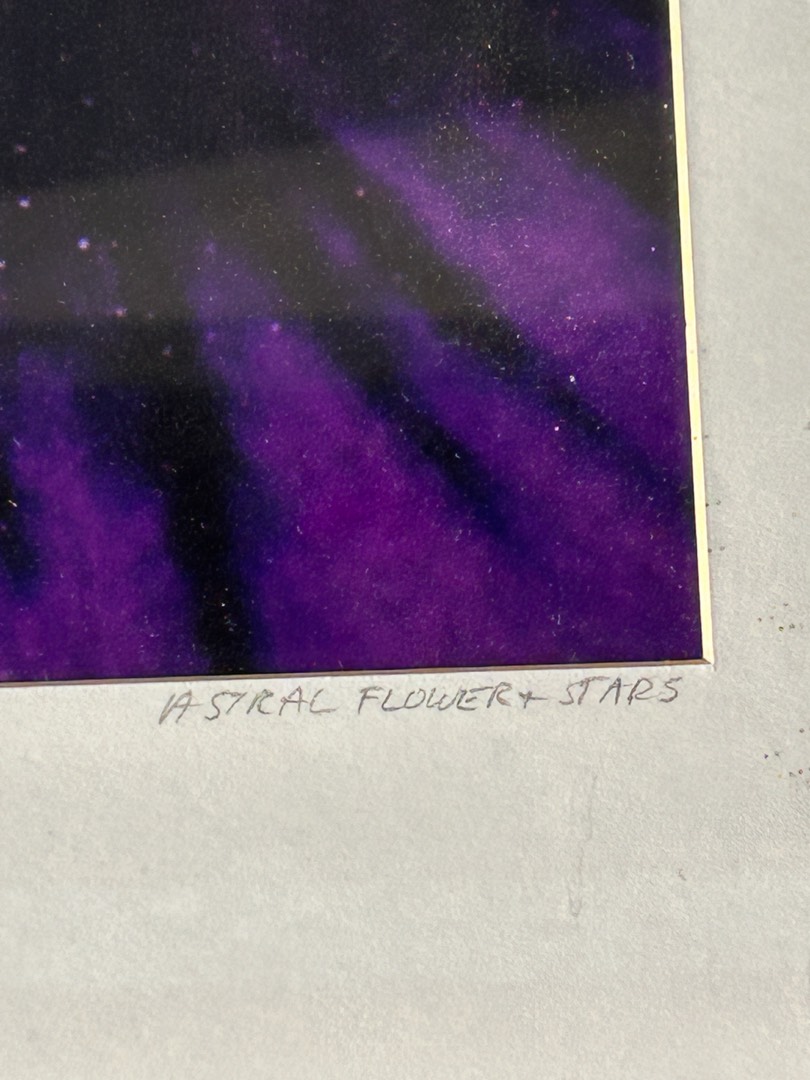 ASTRAL FLOWER + STARS